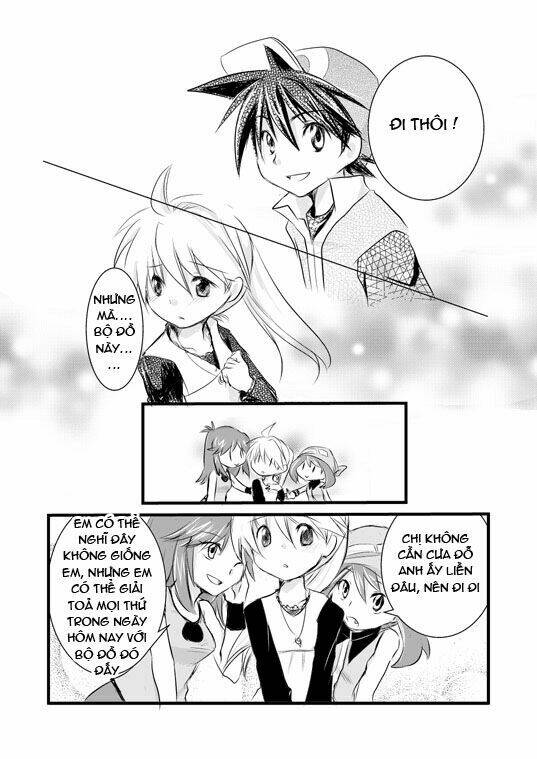 ĐI THÔI !
NHƯNG
MÀ....
BỘ ĐỒ
NÀY... ...
...
EM CÓ THỂ
NGHĨ ĐÂY
KHÔNG GIỐNG
EM, NHƯNG EM
CÓ THỂ GIẢI
TOẢ MỌI THỨ
TRONG NGÀY
HÔM NAY VỚI
BỘ ĐỒ ĐÓ
ĐẤY
CHỊ KHÔNG
CẦN CƯA ĐỖ
ANH ẤY LIỀN
ĐÂU, NÊN ĐI ĐI